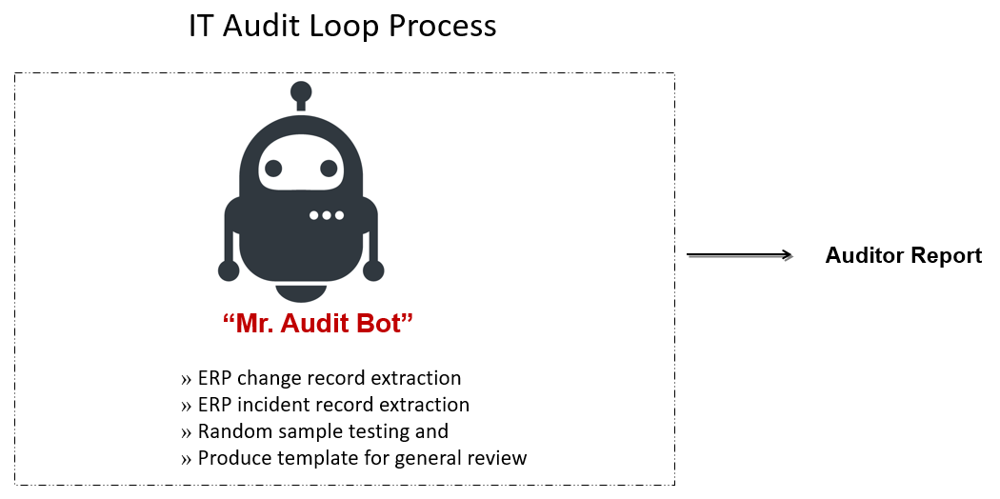 IT Audit Loop Process
“Mr. Audit Bot”
» ERP change record extraction
» ERP incident record extraction
» Random sample testing and
» Produce template for general review
Auditor Report